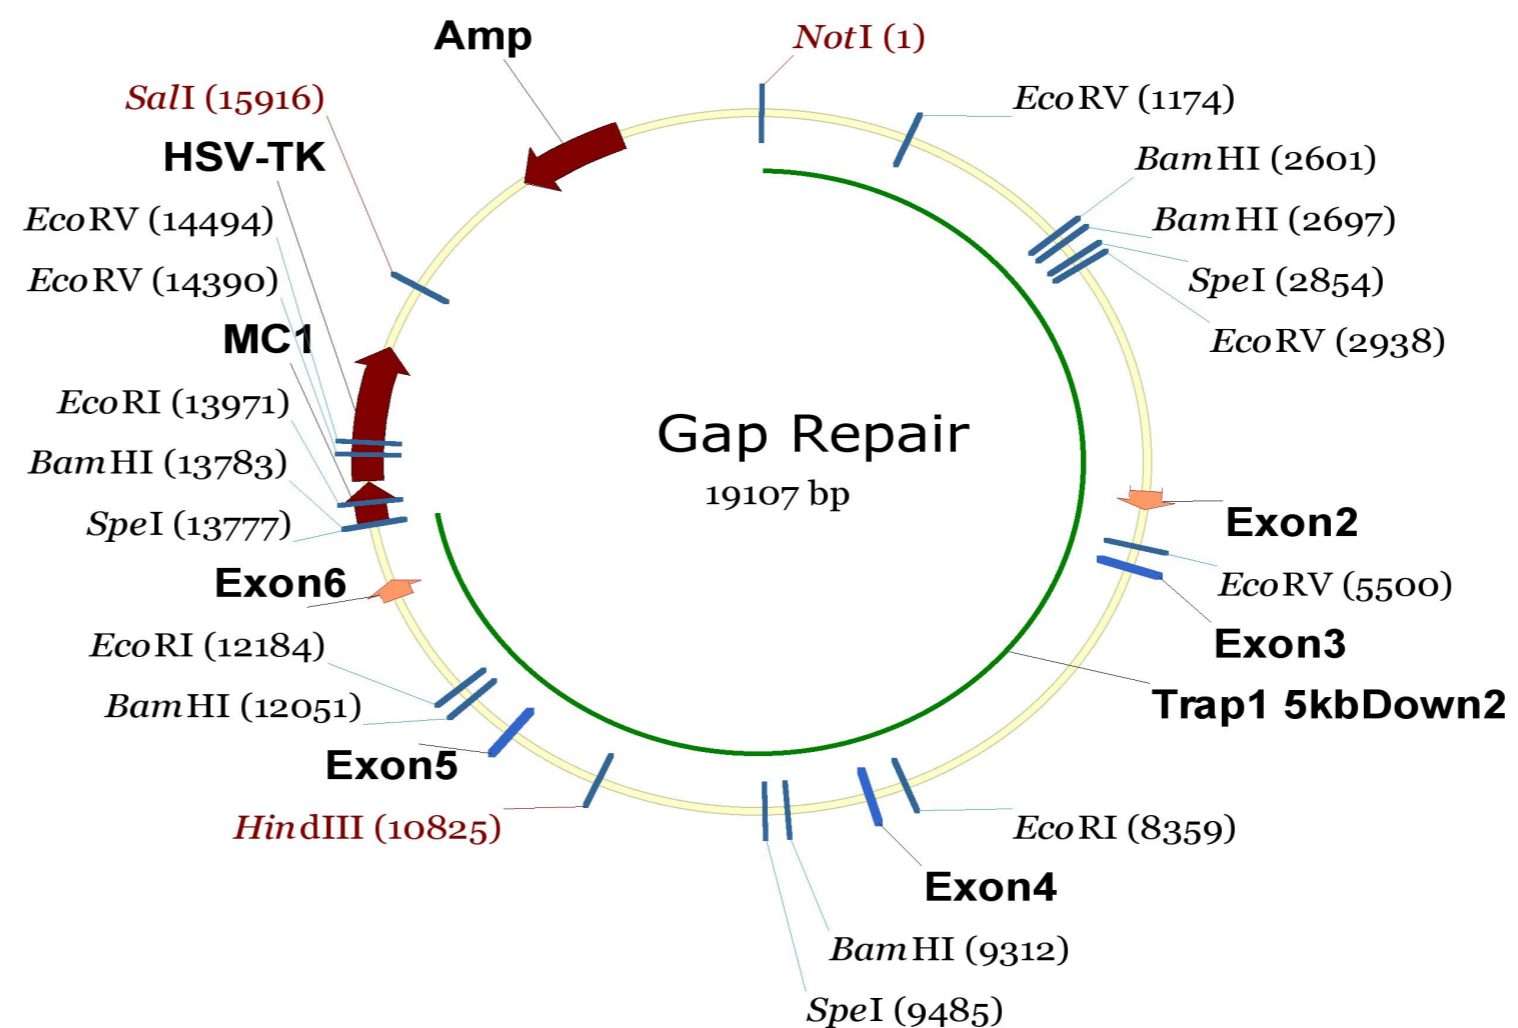 Amp
NotI (1)
SalI (15916)
EcoRV (1174)
HSV-TK
BamHI (2601)
EcoRV (14494)
BamHI (2697)
EcoRV (14390)
SpeI (2854)
MC1
EcoRV (2938)
EcoRI (13971)
Gap Repair
BamHI (13783)
19107 bp
SpeI (13777)
Exon2
Exon6
EcoRV (5500)
EcoRI (12184)
Exon3
BamHI (12051)
Trap1 5kbDown2
Exon5
HindIII (10825)
EcoRI (8359)
Exon4
BamHI (9312)
SpeI (9485)